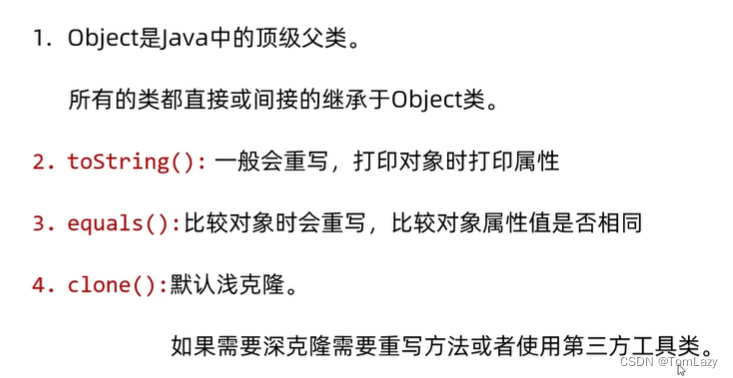 1. Object是Java中的顶级父类。
所有的类都直接或间接的继承于Object类。
2. toString(): 一般会重写，打印对象时打印属性
3. equals():比较对象时会重写，比较对象属性值是否相同
4. clone():默认浅克隆。
如果需要深克隆需要重写方法或者使用第三方工具类。
CSDN @TomLazy